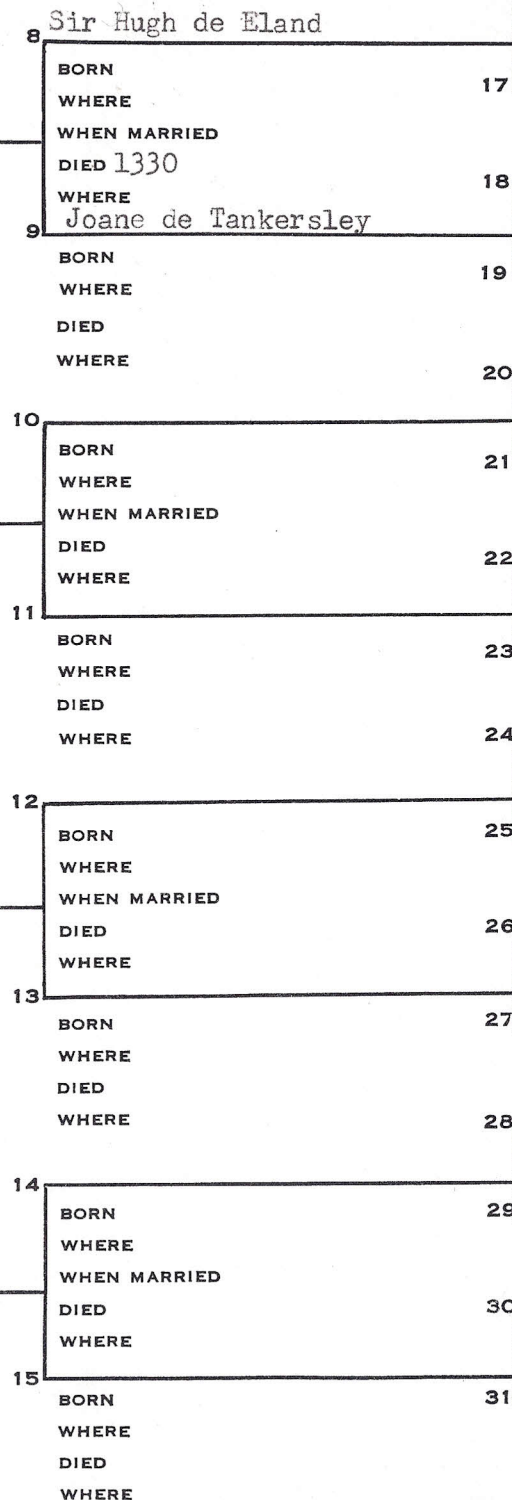 Sir Hugh de Eland
8
BORN
17
WHERE
WHEN MARRIED
DIED 1330
18
WHERE
Joane de Tankersley
9
BORN
19
WHERE
DIED
WHERE
20
10
BORN
21
WHERE
WHEN MARRIED
DIED
22
WHERE
11
BORN
23
WHERE
DIED
WHERE
24
12
BORN
25
WHERE
WHEN MARRIED
DIED
26
WHERE
13
BORN
27
WHERE
DIED
WHERE
28
14
BORN
29
WHERE
WHEN MARRIED
DIED
30
WHERE
15
BORN
31
WHERE
DIED
WHERE